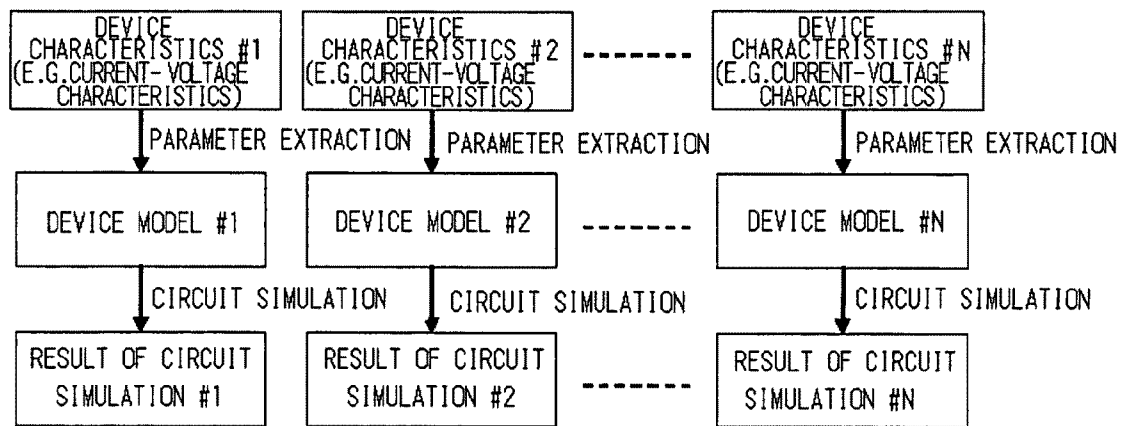 DEVICE
CHARACTERISTICS #1
(E.G.CURRENT-VOLTAGE
CHARACTERISTICS)
DEVICE
CHARACTERISTICS #2
(E.G.CURRENT-VOLTAGE
CHARACTERISTICS)
DEVICE
CHARACTERISTICS #N
(E.G.CURRENT-VOLTAGE
CHARACTERISTICS)
PARAMETER EXTRACTION
PARAMETER EXTRACTION
PARAMETER EXTRACTION
DEVICE MODEL #1
DEVICE MODEL #2
DEVICE MODEL #N
CIRCUIT SIMULATION
CIRCUIT SIMULATION
CIRCUIT SIMULATION
RESULT OF CIRCUIT
SIMULATION #1
RESULT OF CIRCUIT
SIMULATION #2
RESULT OF CIRCUIT
SIMULATION #N